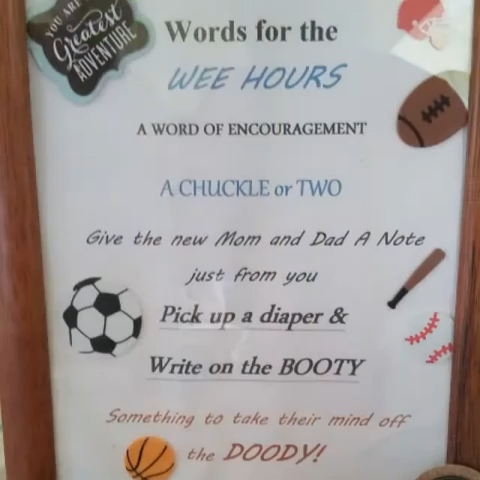 YOU ARE
Greatest
ADVENTURE
Words for the
WEE HOURS
A WORD OF ENCOURAGEMENT
A CHUCKLE or TWO
Give the new Mom and Dad A Note
just from you
Pick up a diaper &
Write on the BOOTY
Something to take their mind off
the DOODY!